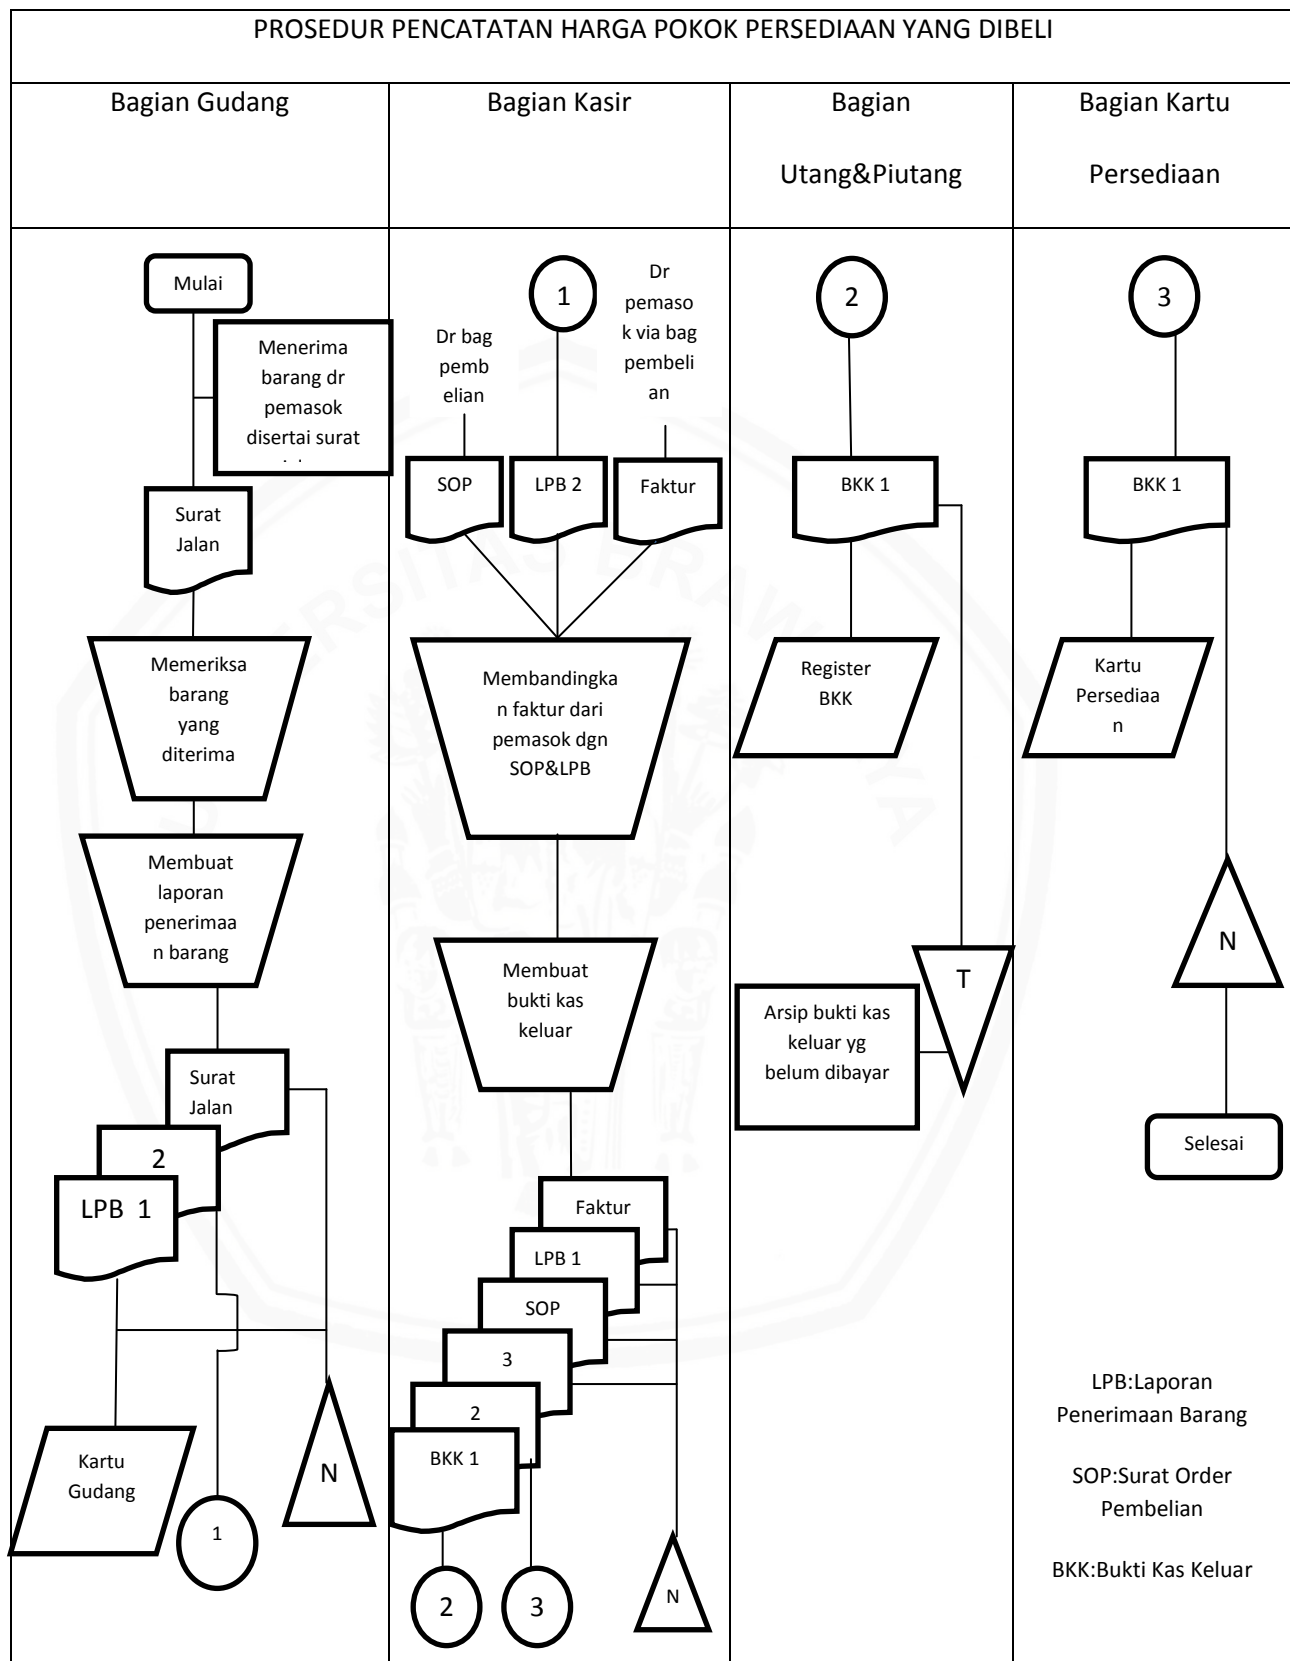 PROSEDUR PENCATATAN HARGA POKOK PERSEDIAAN YANG DIBELI
Bagian Gudang
Bagian Kasir
Bagian
Utang&Piutang
Bagian Kartu
Persediaan
Mulai
Menerima
barang dr
pemasok
disertai surat
Surat
Jalan
Memeriksa
barang
yang
diterima
Membuat
laporan
penerimaa
n barang
Surat
Jalan
2
LPB 1
Kartu
Gudang
1
N
1
Dr bag
pemb
elian
Dr
pemaso
k via bag
pembeli
an
SOP
LPB 2
Faktur
Membandingka
n faktur dari
pemasok dgn
SOP&LPB
Membuat
bukti kas
keluar
Faktur
LPB 1
SOP
3
2
BKK 1
2
3
N
2
BKK 1
Register
BKK
T
Arsip bukti kas
keluar yg
belum dibayar
3
BKK 1
Kartu
Persediaa
n
N
Selesai
LPB:Laporan
Penerimaan Barang
SOP:Surat Order
Pembelian
BKK:Bukti Kas Keluar